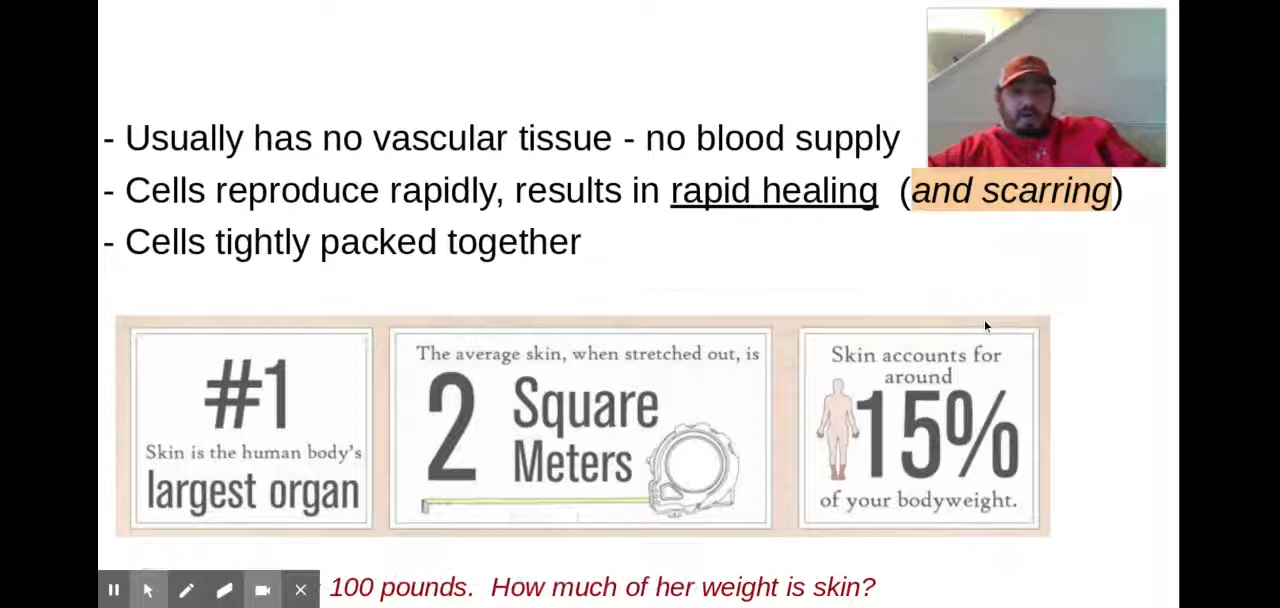 - Usually has no vascular tissue - no blood supply
- Cells reproduce rapidly, results in rapid healing (and scarring)
- Cells tightly packed together
#1
Skin is the human body's
largest organ
The average skin, when stretched out, is
2 Square
Meters
Skin accounts for
around
15%
of your bodyweight.
100 pounds. How much of her weight is skin?